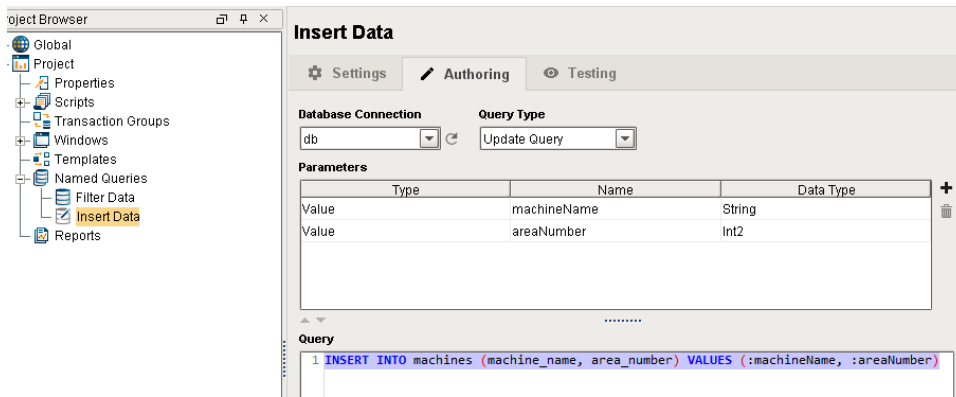 roject Browser
Global
Project
Properties
Scripts
Transaction Groups
Windows
Templates
Named Queries
Filter Data
Insert Data
Reports
Insert Data
Settings
Authoring
Testing
Database Connection
Query Type
db
Update Query
Parameters
Type Name Data Type
Value machineName String
Value areaNumber Int2
Query
1 INSERT INTO machines (machine_name, area_number) VALUES (:machineName, :areaNumber)